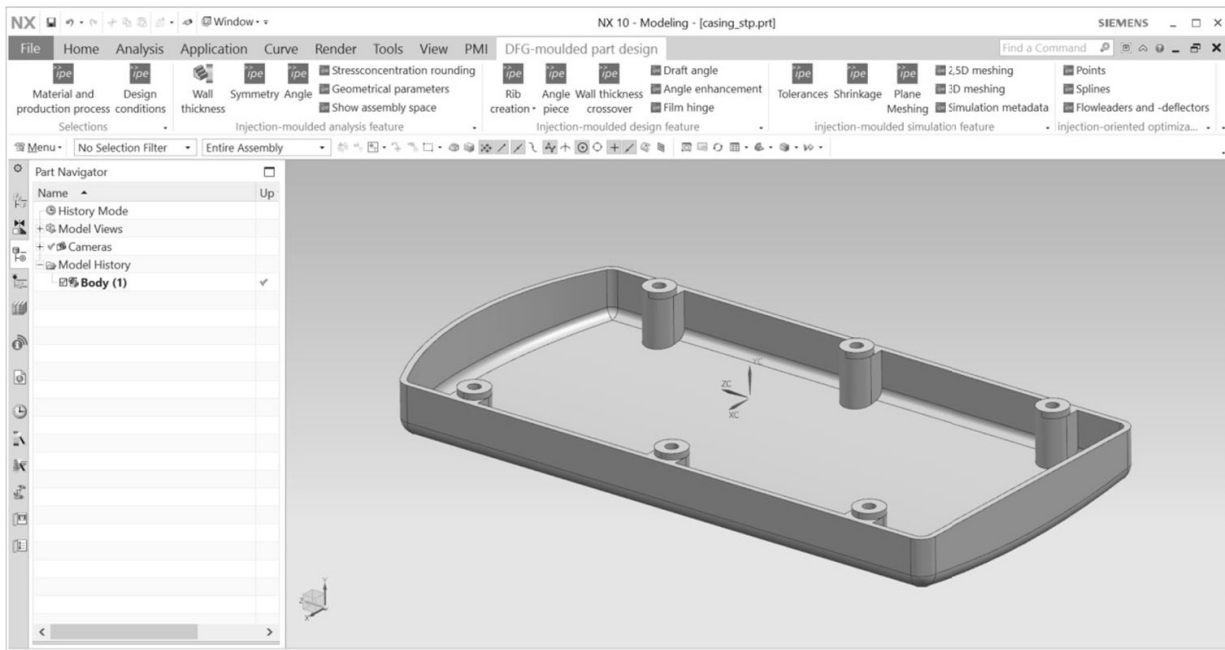 NX Window NX 10 - Modeling - [casing_stp.prt] SIEMENS
File Home Analysis Application Curve Render Tools View PMI DFG-moulded part design Find a Command
>> ipe >> ipe >> ipe >> ipe Stressconcentration rounding >> ipe >> ipe >> ipe Draft angle >> ipe >> ipe >> ipe 2,5D meshing Points
Material and Design Wall Symmetry Angle Geometrical parameters Rib Angle Wall thickness Angle enhancement Tolerances Shrinkage Plane 3D meshing Splines
production process conditions thickness Show assembly space creation piece crossover Film hinge Meshing Simulation metadata Flowleaders and -deflectors
Selections Injection-moulded analysis feature Injection-moulded design feature injection-moulded simulation feature injection-oriented optimiza...
Menu No Selection Filter Entire Assembly
Part Navigator
Name Up
History Mode
Model Views
Cameras
Model History
Body (1)
YC
ZC
XC
Y
Z
X